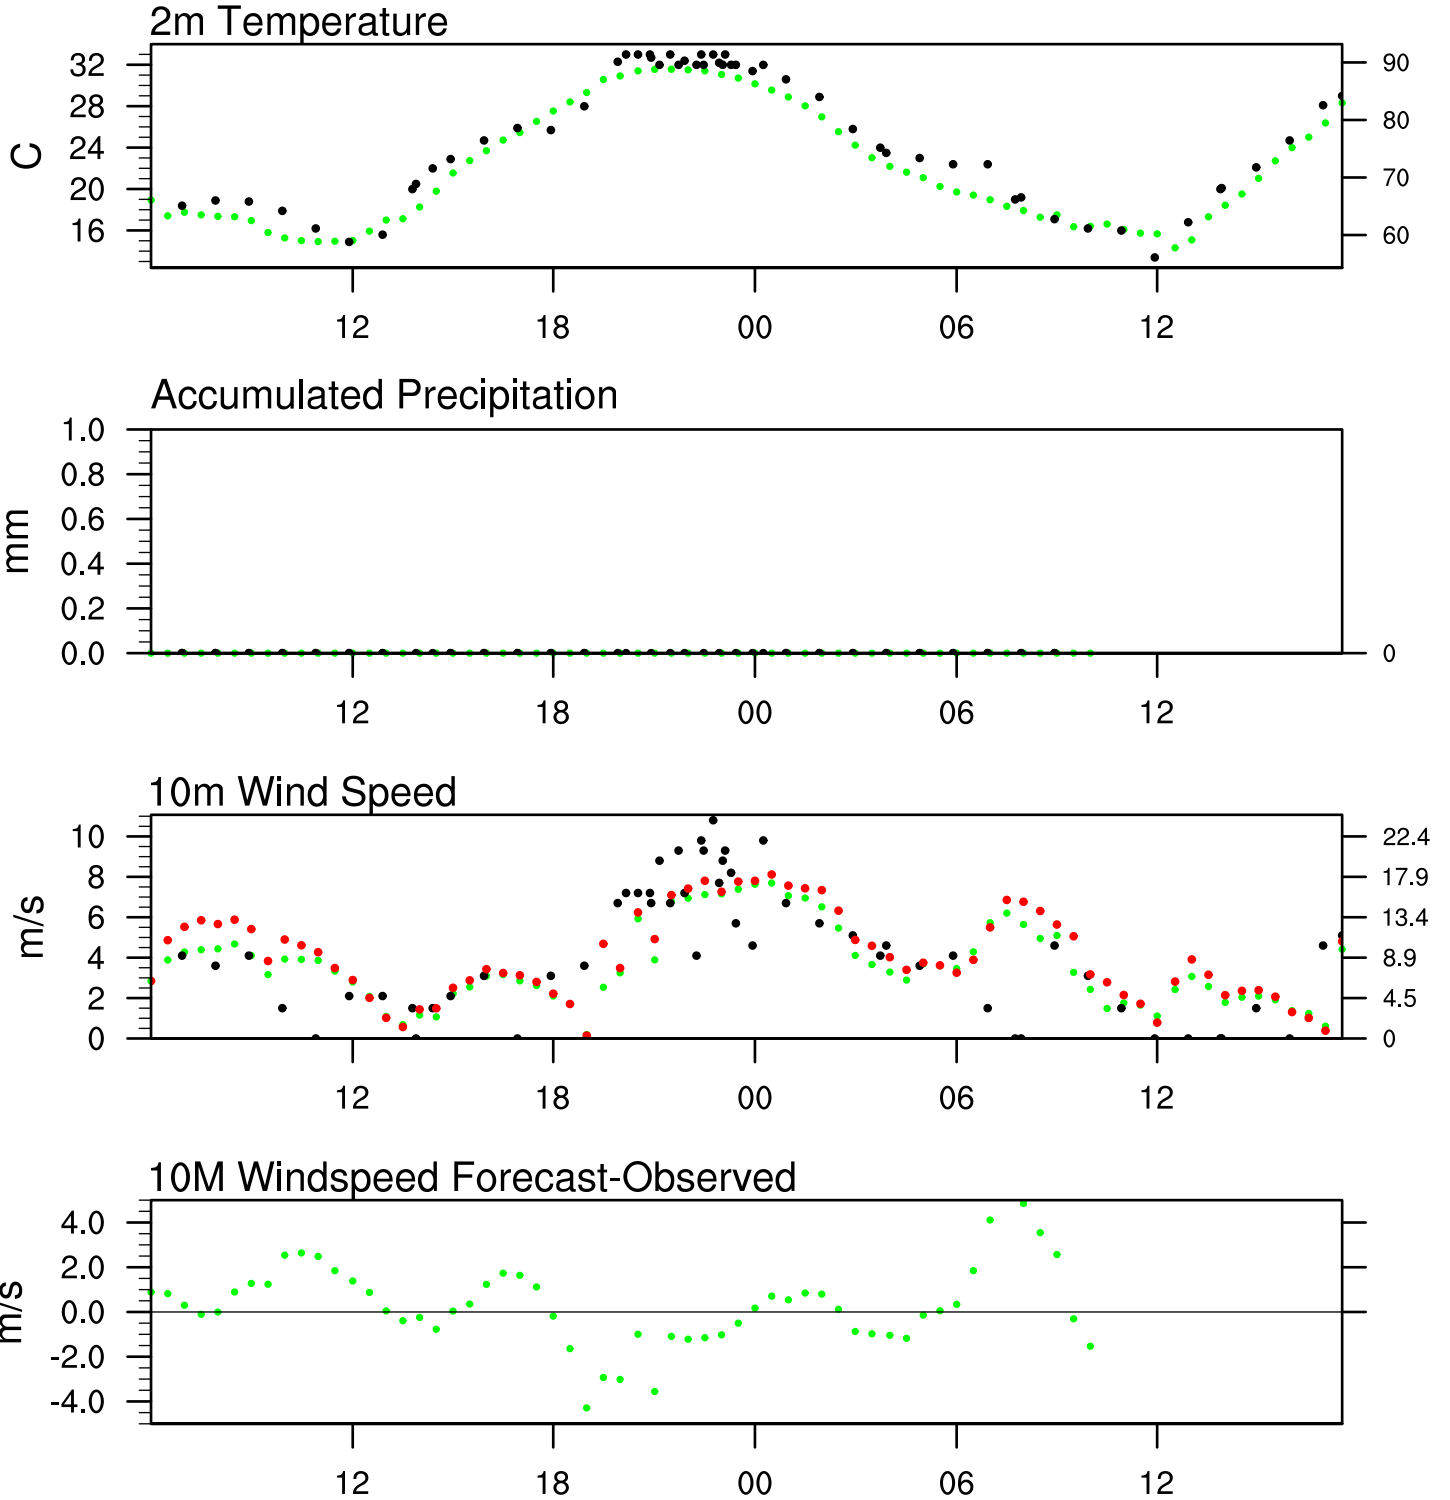 2m Temperature
32
28
24
20
16
C
90
80
70
60
12 18 00 06 12
Accumulated Precipitation
1.0
0.8
0.6
0.4
0.2
0.0
mm
0
12 18 00 06 12
10m Wind Speed
10
8
6
4
2
0
m/s
22.4
17.9
13.4
8.9
4.5
0
12 18 00 06 12
10M Windspeed Forecast-Observed
4.0
2.0
0.0
-2.0
-4.0
m/s
12 18 00 06 12